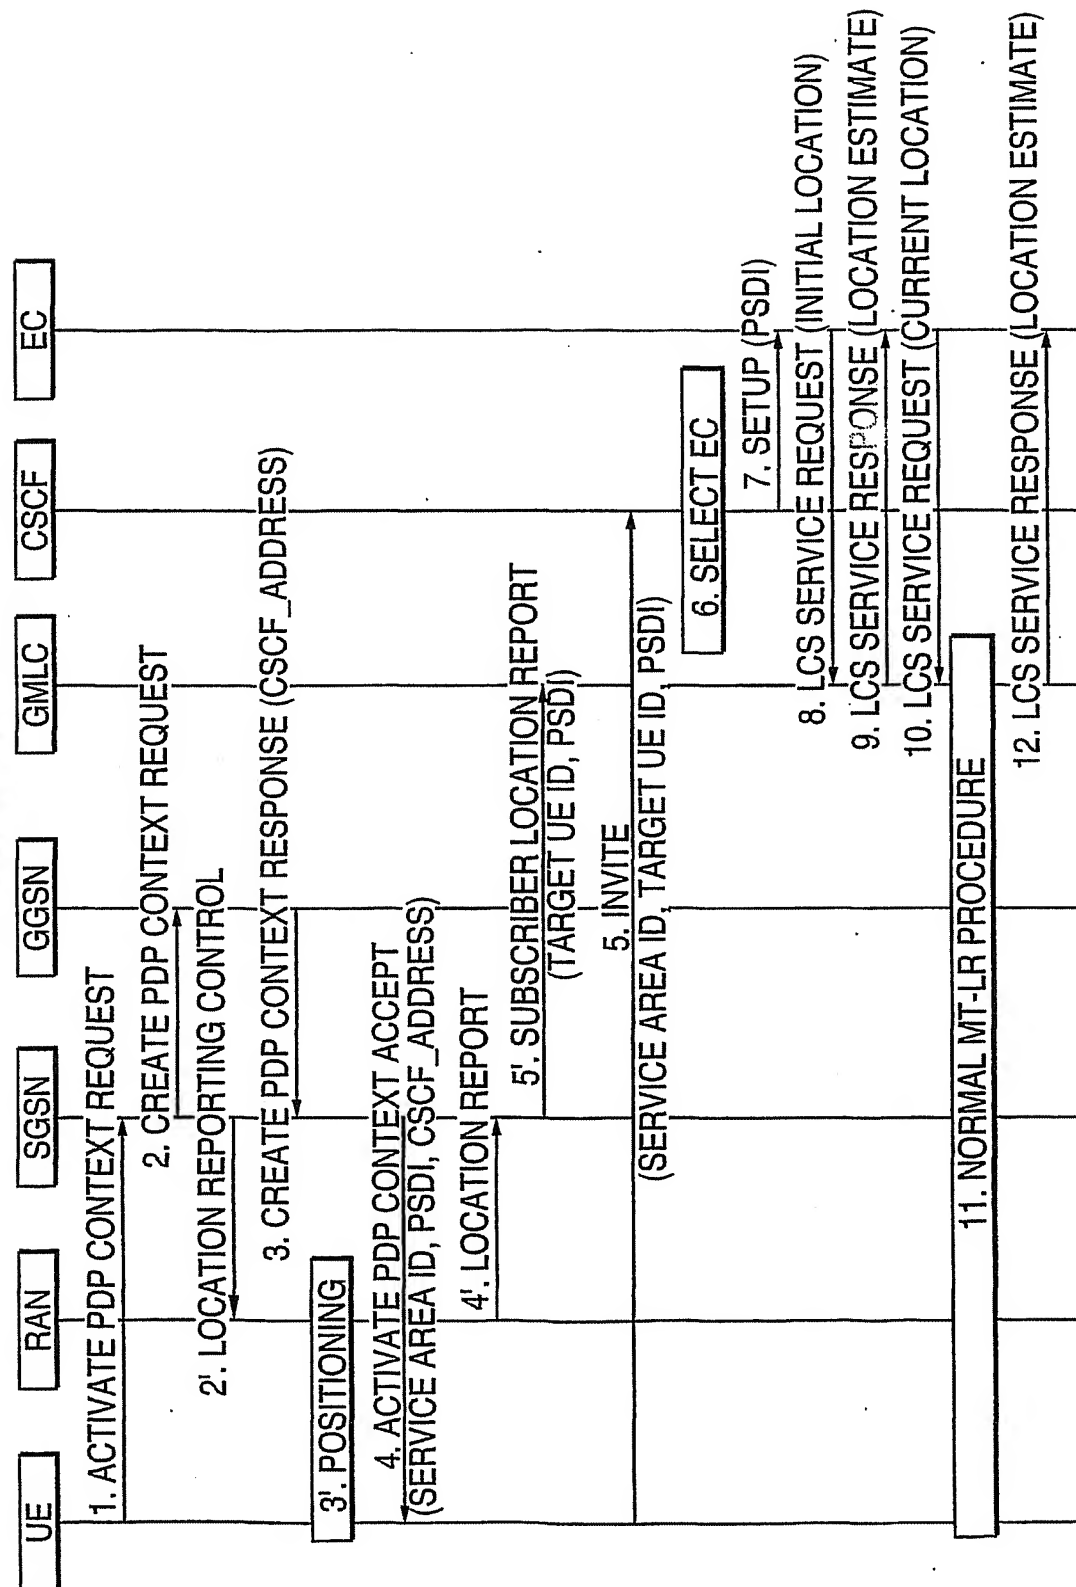 UE
RAN
SGSN
GGSN
GMLC
CSCF
EC
1. ACTIVATE PDP CONTEXT REQUEST
2. CREATE PDP CONTEXT REQUEST
2'. LOCATION REPORTING CONTROL
3. CREATE PDP CONTEXT RESPONSE (CSCF_ADDRESS)
3'. POSITIONING
4. ACTIVATE PDP CONTEXT ACCEPT
(SERVICE AREA ID, PSDI, CSCF_ADDRESS)
4'. LOCATION REPORT
5'. SUBSCRIBER LOCATION REPORT
(TARGET UE ID, PSDI)
5. INVITE
(SERVICE AREA ID, TARGET UE ID, PSDI)
6. SELECT EC
7. SETUP (PSDI)
8. LCS SERVICE REQUEST (INITIAL LOCATION)
9. LCS SERVICE RESPONSE (LOCATION ESTIMATE)
10. LCS SERVICE REQUEST (CURRENT LOCATION)
11. NORMAL MT-LR PROCEDURE
12. LCS SERVICE RESPONSE (LOCATION ESTIMATE)